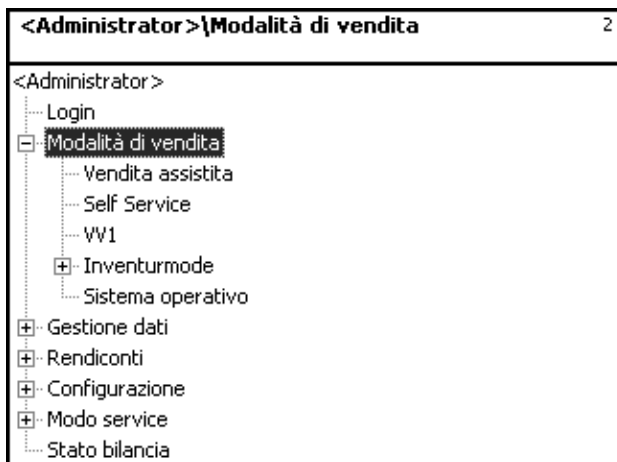 <Administrator>\Modalità di vendita 2
<Administrator>
Login
Modalità di vendita
Vendita assistita
Self Service
VV1
Inventurmode
Sistema operativo
Gestione dati
Rendiconti
Configurazione
Modo service
Stato bilancia